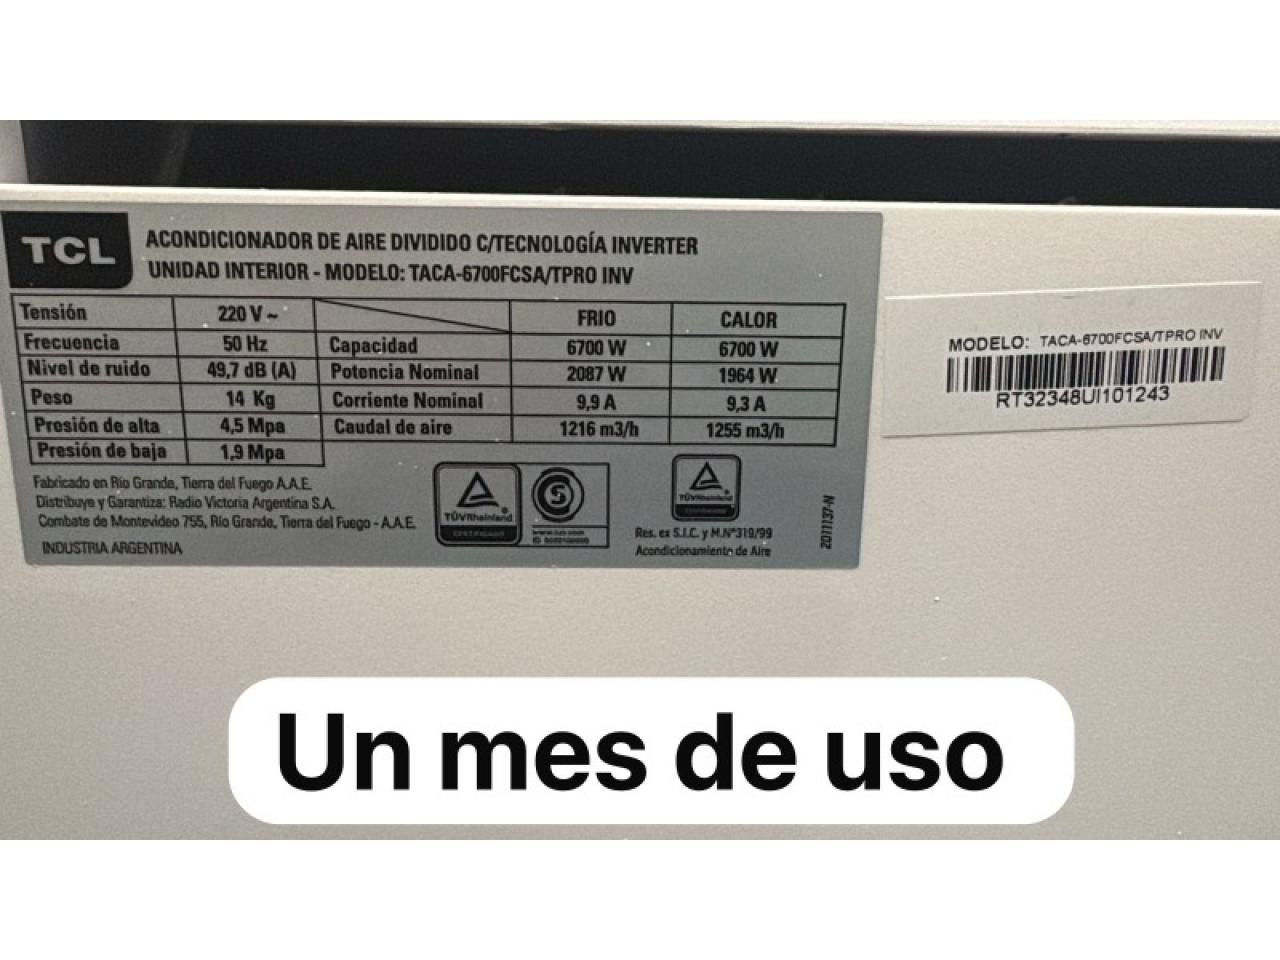 TCL
ACONDICIONADOR DE AIRE DIVIDIDO C/TECNOLOGÍA INVERTER
UNIDAD INTERIOR - MODELO: TACA-6700FCSA/TPRO INV
Tensión 220 V ~
Frecuencia 50 Hz
Nivel de ruido 49,7 dB (A)
Peso 14 Kg
Presión de alta 4,5 Mpa
Presión de baja 1,9 Mpa
FRIO CALOR
Capacidad 6700 W 6700 W
Potencia Nominal 2087 W 1964 W
Corriente Nominal 9,9 A 9,3 A
Caudal de aire 1216 m3/h 1255 m3/h
Fabricado en Río Grande, Tierra del Fuego A.A.E.
Distribuye y Garantiza: Radio Victoria Argentina S.A.
Combate de Montevideo 755, Río Grande, Tierra del Fuego - A.A.E.
INDUSTRIA ARGENTINA
TÜVRheinland
CERTIFICADO
www.tuv.com
TÜVRheinland
Res. ex S.I.C. y M.N°319/99
Acondicionamiento de Aire
2011137-N
MODELO: TACA-6700FCSA/TPRO INV
RT32348UI101243
Un mes de uso